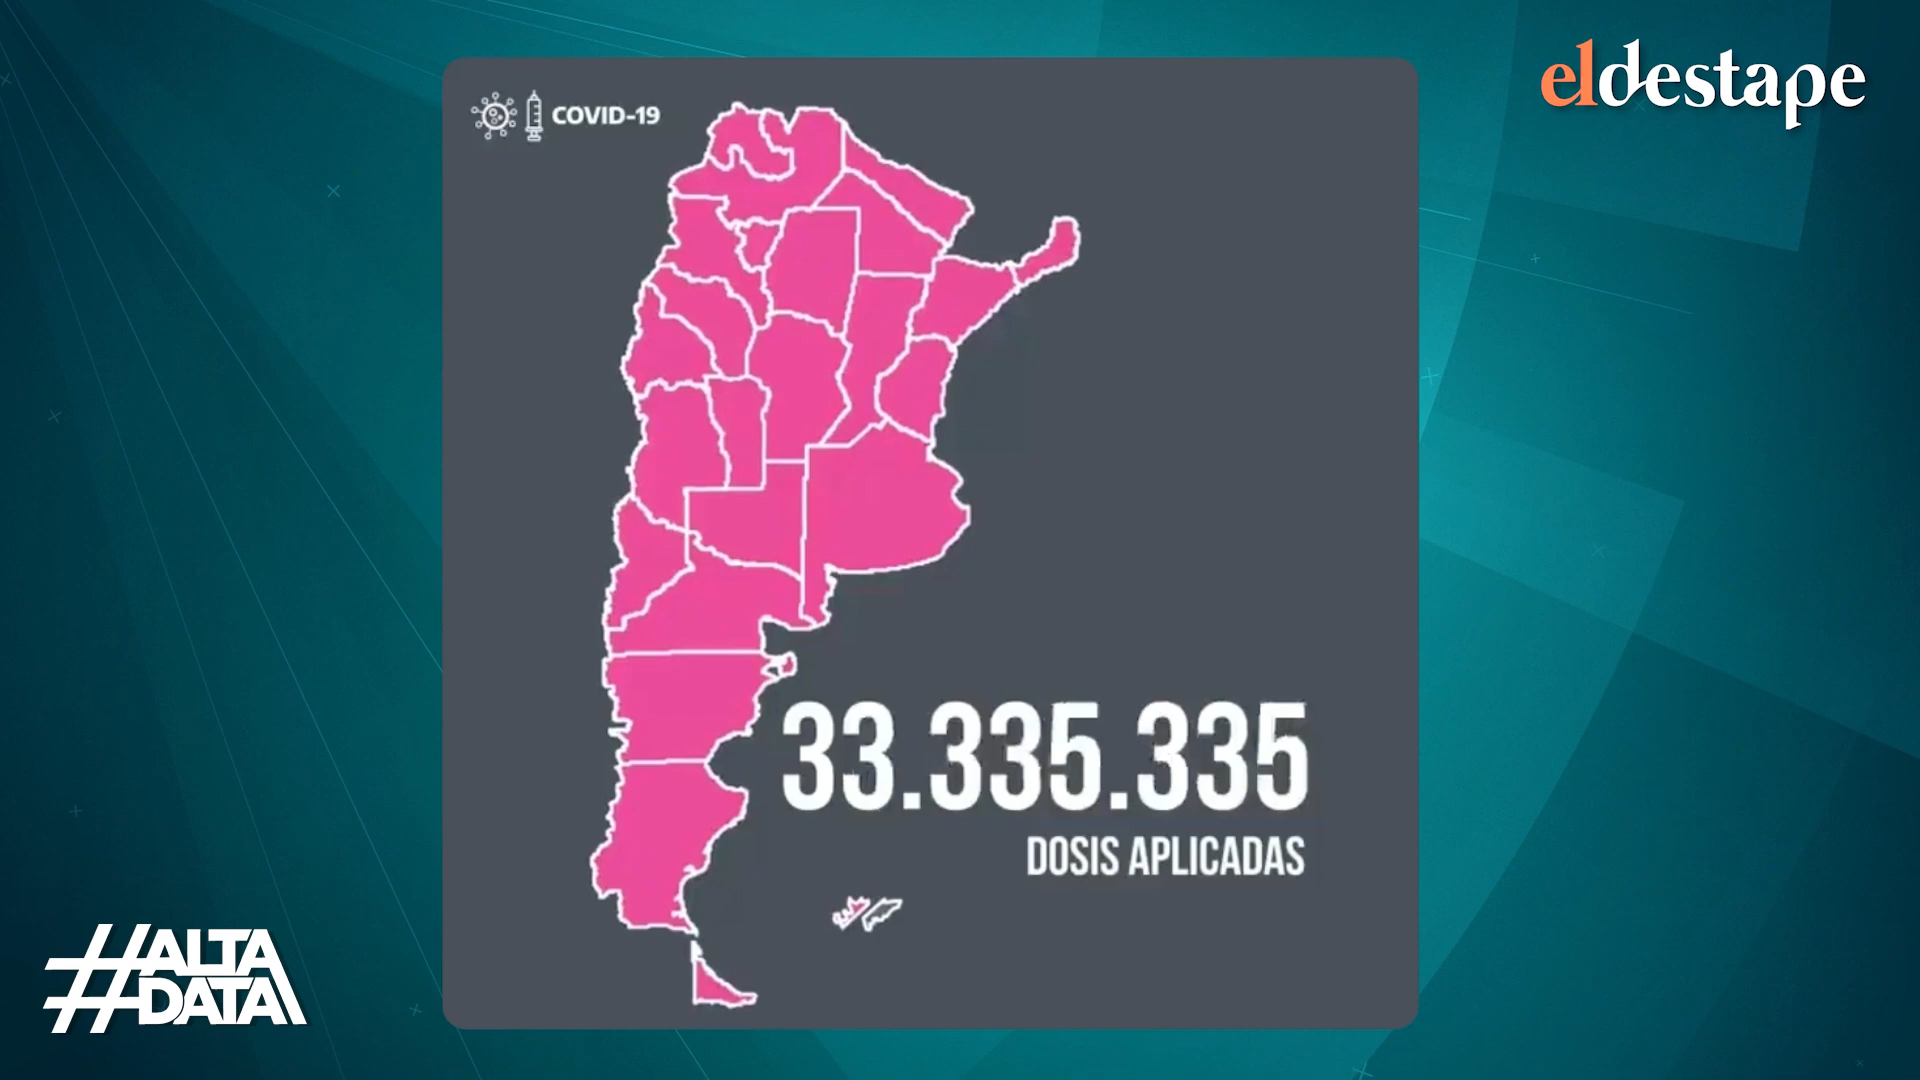 COVID-19
eldestape
33.335.335
DOSIS APLICADAS
#ALTA
DATA